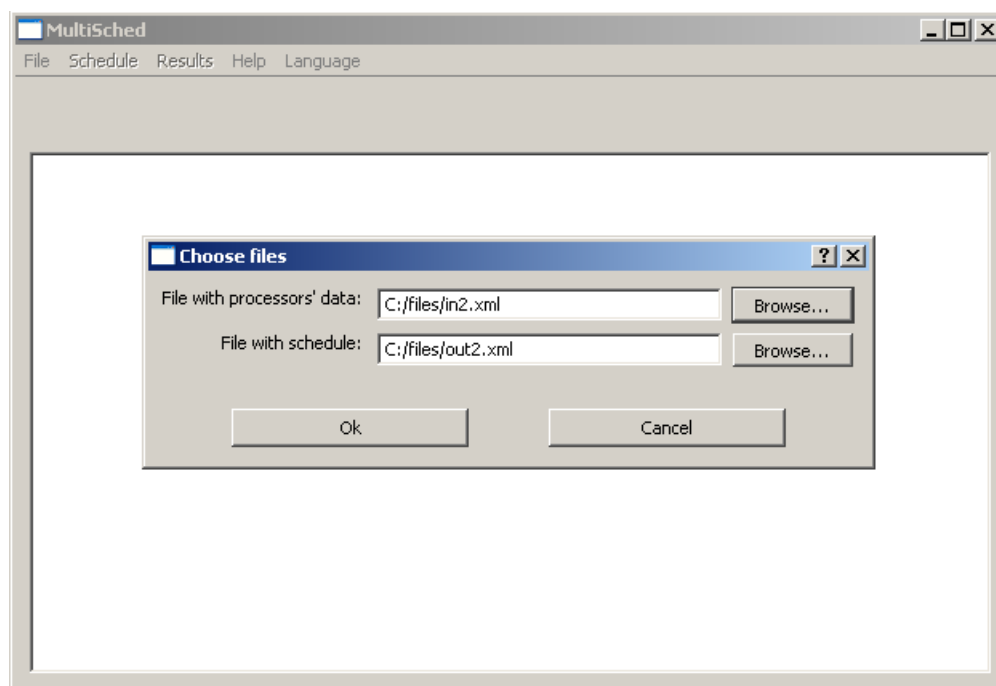 MultiSched
File Schedule Results Help Language
Choose files
File with processors' data: C:/files/in2.xml Browse...
File with schedule: C:/files/out2.xml Browse...
Ok Cancel